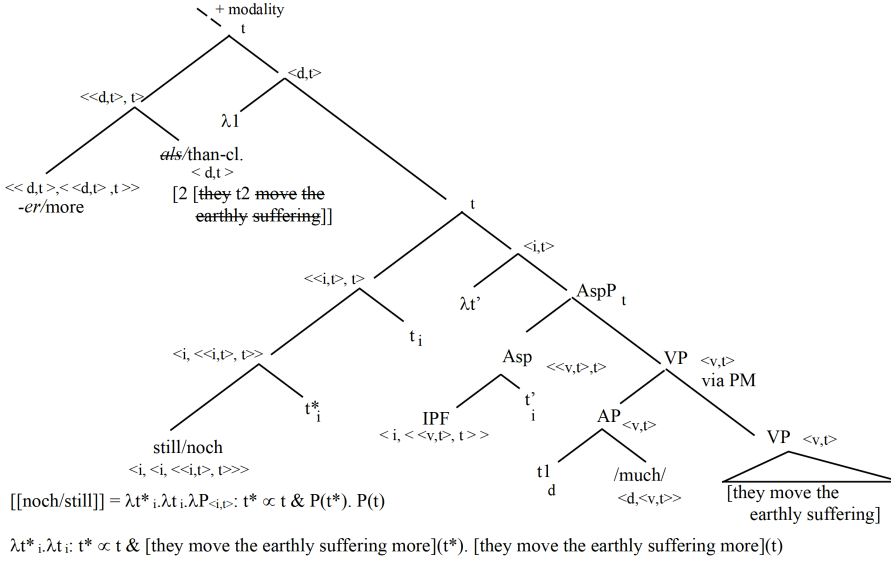 + modality
t
<d,t>
<<d,t>, t>
λ1
als/than-cl.
< d,t >
<< d,t >,< <d,t> ,t >>
-er/more
[2 [they t2 move the
earthly suffering]]
t
<i,t>
<<i,t>, t>
λt’
AspP t
t i
<i, <<i,t>, t>>
Asp
<<v,t>,t>
VP <v,t>
via PM
t* i
t’
i
IPF
< i, < <v,t>, t > >
AP <v,t>
still/noch
<i, <i, <<i,t>, t>>>
VP <v,t>
t1
d
/much/
<d,<v,t>>
[they move the
earthly suffering]
[[noch/still]] = λt* i.λt i.λP<i,t>: t* ∝ t & P(t*). P(t)
λt* i.λt i: t* ∝ t & [they move the earthly suffering more](t*). [they move the earthly suffering more](t)